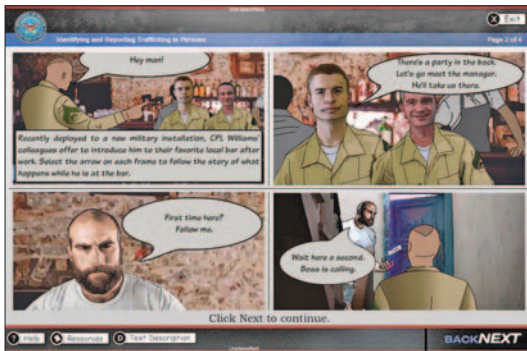 Unclassified
X Exit
Identifying and Reporting Trafficking in Persons
Page 2 of 4
Hey man!
Recently deployed to a new military installation, CPL Williams'
colleagues offer to introduce him to their favorite local bar after
work. Select the arrow on each frame to follow the story of what
happens while he is at the bar.
There's a party in the back.
Let's go meet the manager.
He'll take us there.
First time here?
Follow me.
Wait here a second.
Boss is calling.
Click Next to continue.
? Help
Resources
D Text Description
BACK NEXT
Unclassified